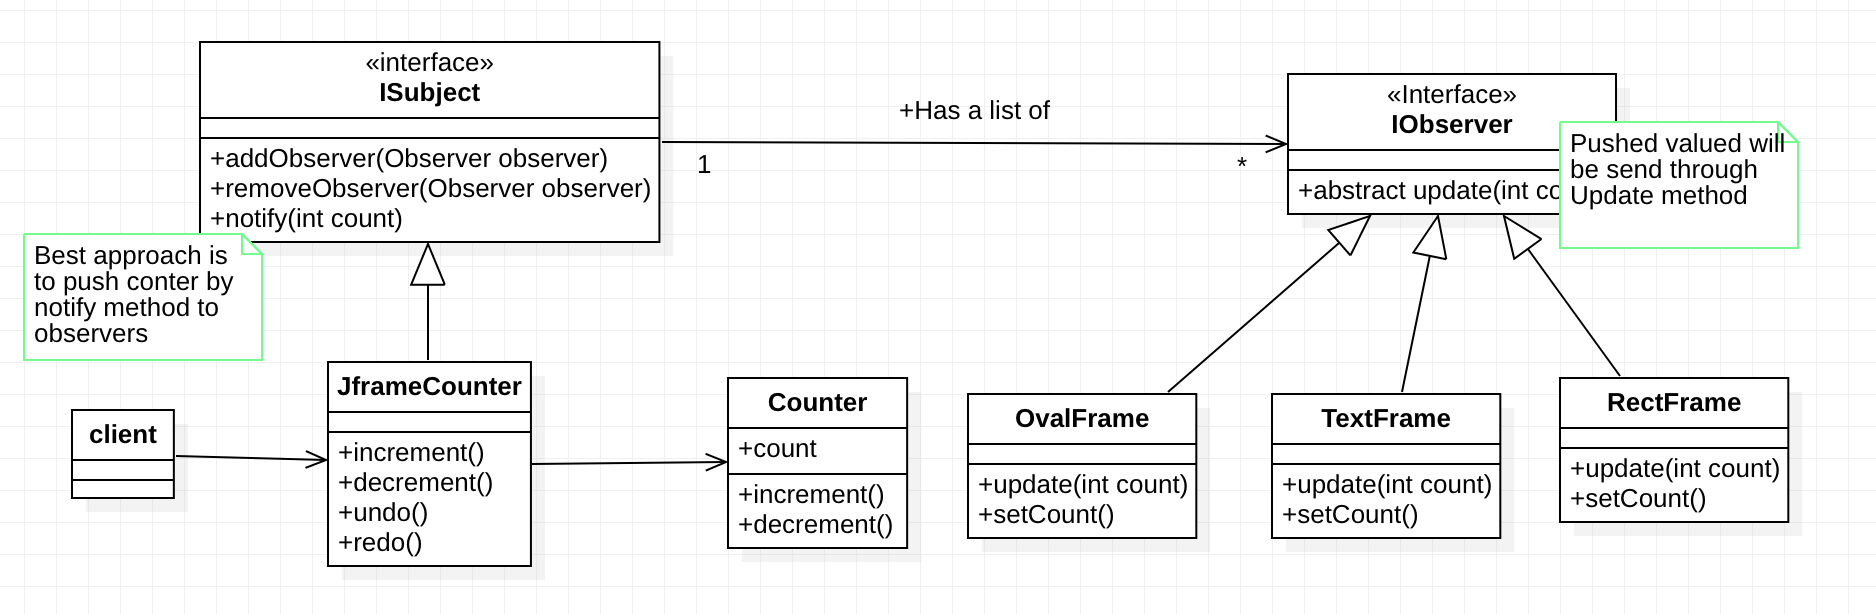 «interface»
ISubject
+addObserver(Observer observer)
+removeObserver(Observer observer)
+notify(int count)
+Has a list of
1
*
«Interface»
IObserver
+abstract update(int co
Pushed valued will
be send through
Update method
Best approach is
to push conter by
notify method to
observers
client
JframeCounter
+increment()
+decrement()
+undo()
+redo()
Counter
+count
+increment()
+decrement()
OvalFrame
+update(int count)
+setCount()
TextFrame
+update(int count)
+setCount()
RectFrame
+update(int count)
+setCount()